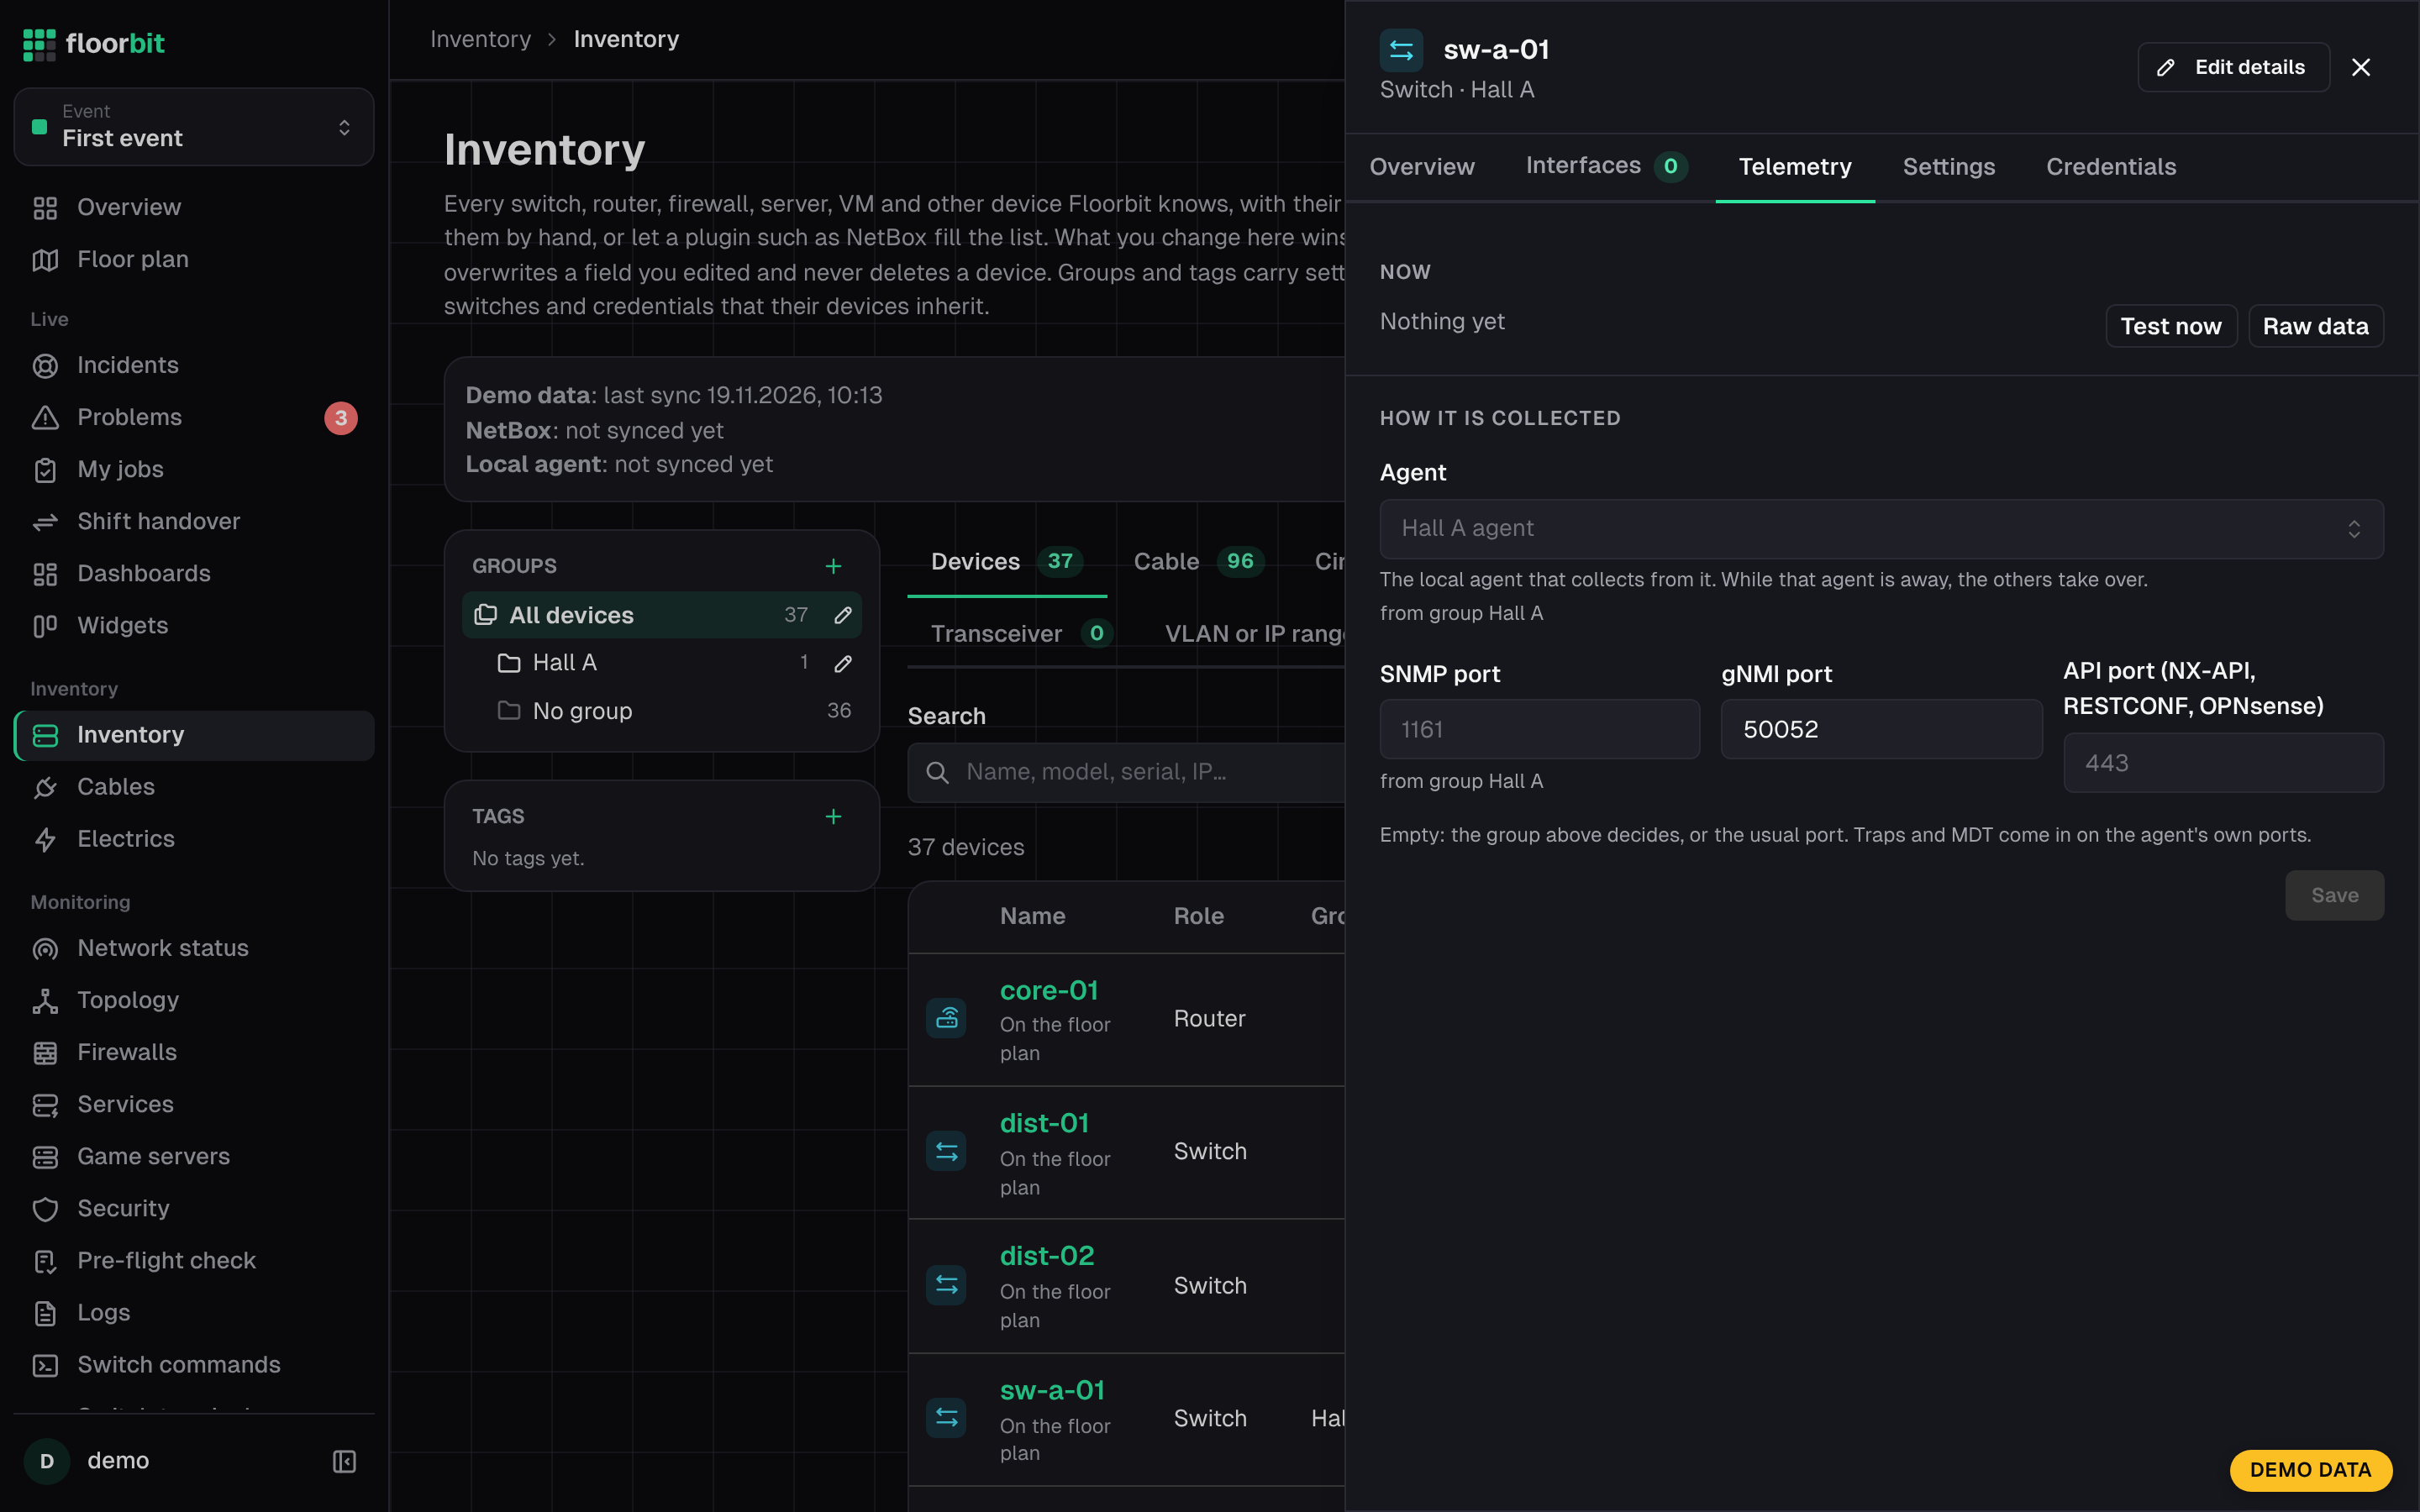 floorbit
Event
First event
Overview
Floor plan
Live
Incidents
Problems
3
My jobs
Shift handover
Dashboards
Widgets
Inventory
Inventory
Cables
Electrics
Monitoring
Network status
Topology
Firewalls
Services
Game servers
Security
Pre-flight check
Logs
Switch commands
D
demo
Inventory > Inventory
Inventory
Every switch, router, firewall, server, VM and other device Floorbit knows, with their
them by hand, or let a plugin such as NetBox fill the list. What you change here wins
overwrites a field you edited and never deletes a device. Groups and tags carry sett
switches and credentials that their devices inherit.
Demo data: last sync 19.11.2026, 10:13
NetBox: not synced yet
Local agent: not synced yet
GROUPS
All devices 37
Hall A 1
No group 36
TAGS
No tags yet.
Devices 37 Cable 96 Cir
Transceiver 0 VLAN or IP range
Search
Name, model, serial, IP...
37 devices
Name Role Gro
core-01
On the floor
plan
Router
dist-01
On the floor
plan
Switch
dist-02
On the floor
plan
Switch
sw-a-01
On the floor
plan
Switch
Hal
sw-a-01
Switch · Hall A
Edit details
Overview Interfaces 0 Telemetry Settings Credentials
NOW
Nothing yet
Test now Raw data
HOW IT IS COLLECTED
Agent
Hall A agent
The local agent that collects from it. While that agent is away, the others take over.
from group Hall A
SNMP port
1161
from group Hall A
gNMI port
50052
API port (NX-API,
RESTCONF, OPNsense)
443
Empty: the group above decides, or the usual port. Traps and MDT come in on the agent's own ports.
Save
DEMO DATA